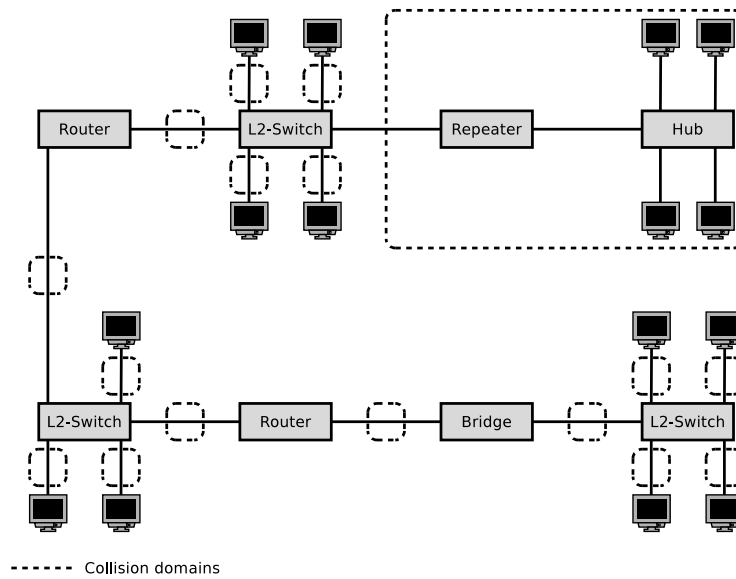 Router
L2-Switch
Repeater
Hub
L2-Switch
Router
Bridge
L2-Switch
Collision domains